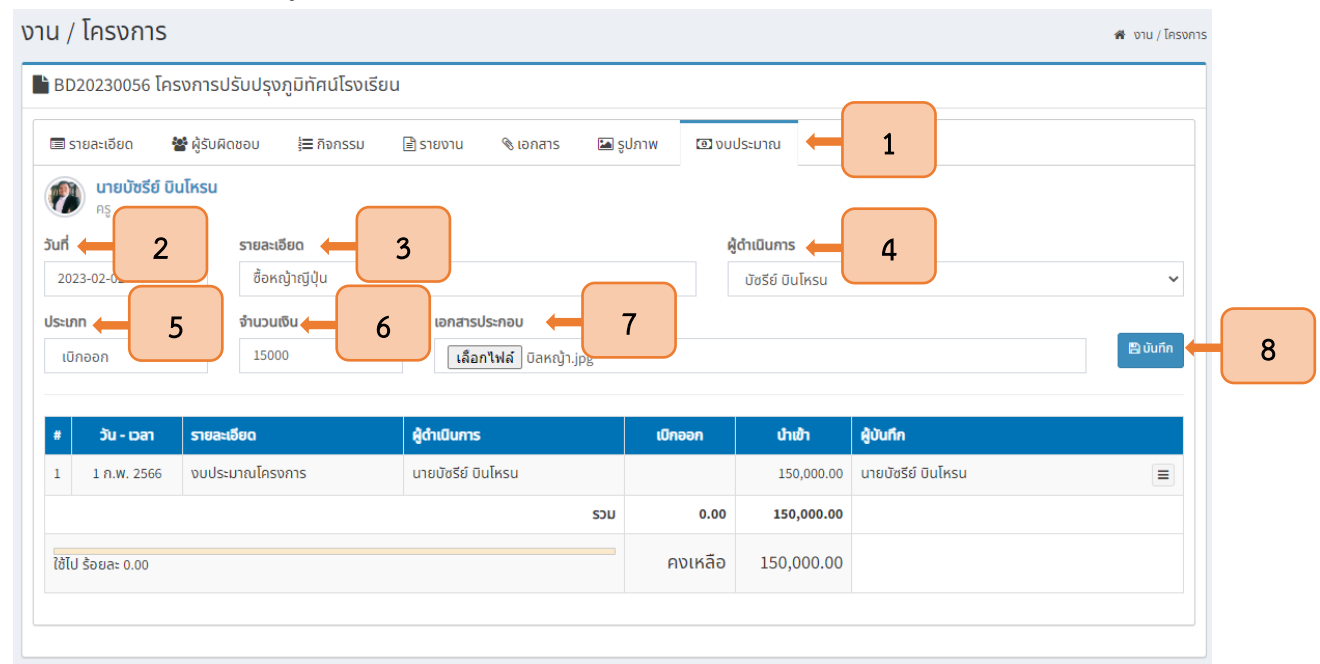 งาน / โครงการ
งาน / โครงการ
BD20230056 โครงการปรับปรุงภูมิทัศน์โรงเรียน
รายละเอียด ผู้รับผิดชอบ กิจกรรม รายงาน เอกสาร รูปภาพ งบประมาณ 1
นายบัซรีย์ บินโหรน
ครู
วันที่ 2 รายละเอียด 3 ผู้ดำเนินการ 4
2023-02-0 ซื้อหญ้าญี่ปุ่น บัซรีย์ บินโหรน
ประเภท 5 จำนวนเงิน 6 เอกสารประกอบ 7
เบิกออก 15000 เลือกไฟล์ บิลหญ้า.jpg บันทึก 8
# วัน - เวลา รายละเอียด ผู้ดำเนินการ เบิกออก นำเข้า ผู้บันทึก
1 1 ก.พ. 2566 งบประมาณโครงการ นายบัซรีย์ บินโหรน 150,000.00 นายบัซรีย์ บินโหรน
รวม 0.00 150,000.00
ใช้ไป ร้อยละ 0.00 คงเหลือ 150,000.00